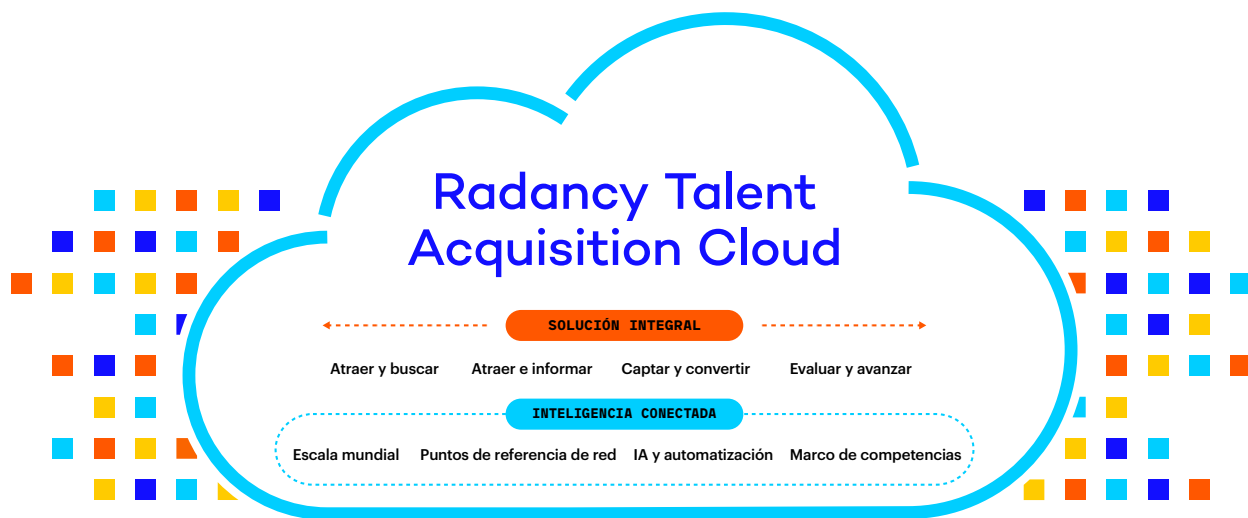 Radancy Talent
Acquisition Cloud
SOLUCIÓN INTEGRAL
Atraer y buscar Atraer e informar Captar y convertir Evaluar y avanzar
INTELIGENCIA CONECTADA
Escala mundial Puntos de referencia de red IA y automatización Marco de competencias